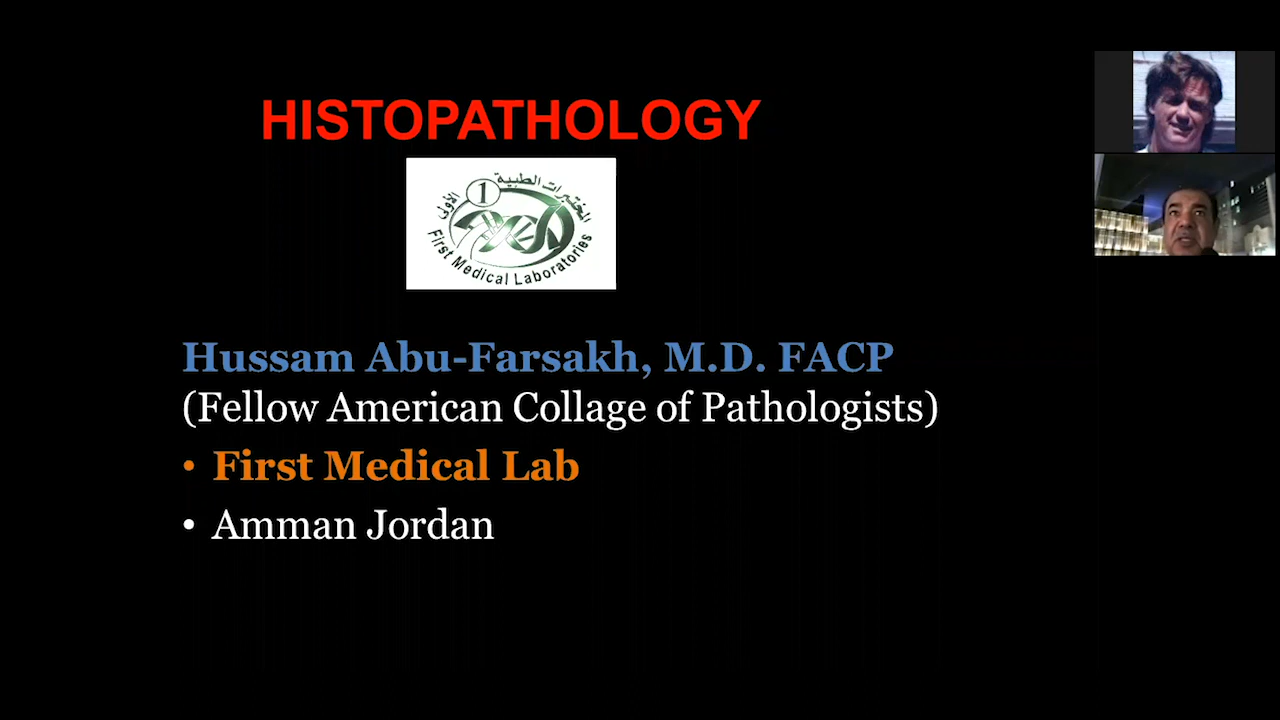 HISTOPATHOLOGY
المختبرات الطبية
1
الأولى
First Medical Laboratories
Hussam Abu-Farsakh, M.D. FACP
(Fellow American Collage of Pathologists)
• First Medical Lab
• Amman Jordan